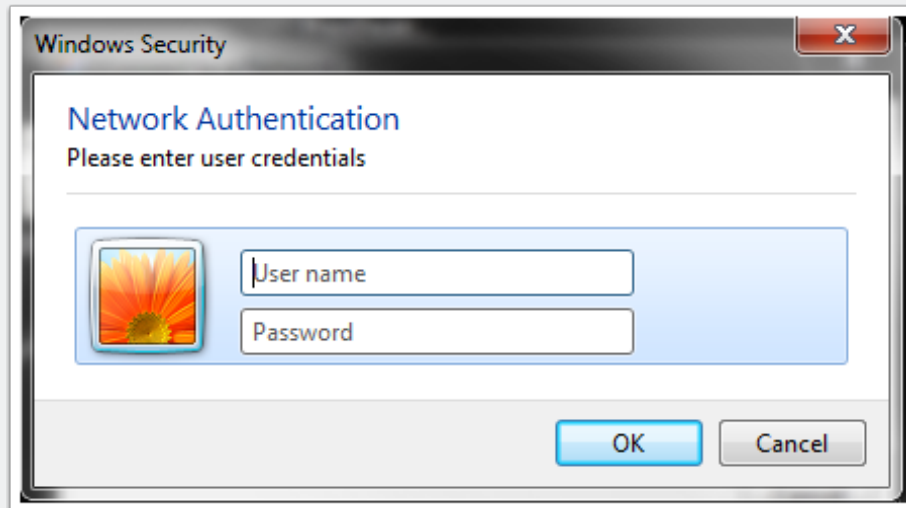 Windows Security
Network Authentication
Please enter user credentials
User name
Password
OK Cancel